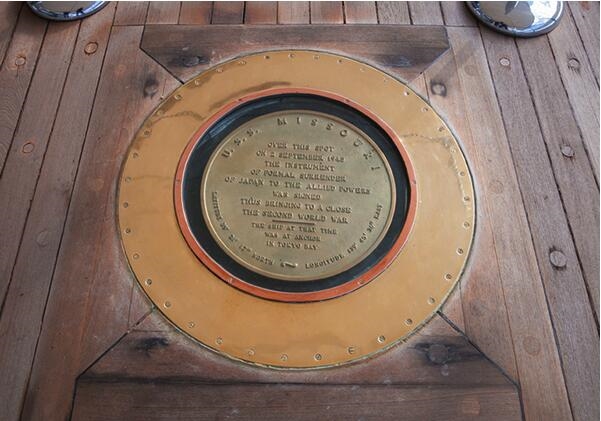 U.S.S. MISSOURI
OVER THIS SPOT
ON 2 SEPTEMBER 1945
THE INSTRUMENT
OF FORMAL SURRENDER
OF JAPAN TO THE ALLIED POWERS
WAS SIGNED
THUS BRINGING TO A CLOSE
THE SECOND WORLD WAR
THE SHIP AT THAT TIME
WAS AT ANCHOR
IN TOKYO BAY
NORTH
LONGITUDE
EAST